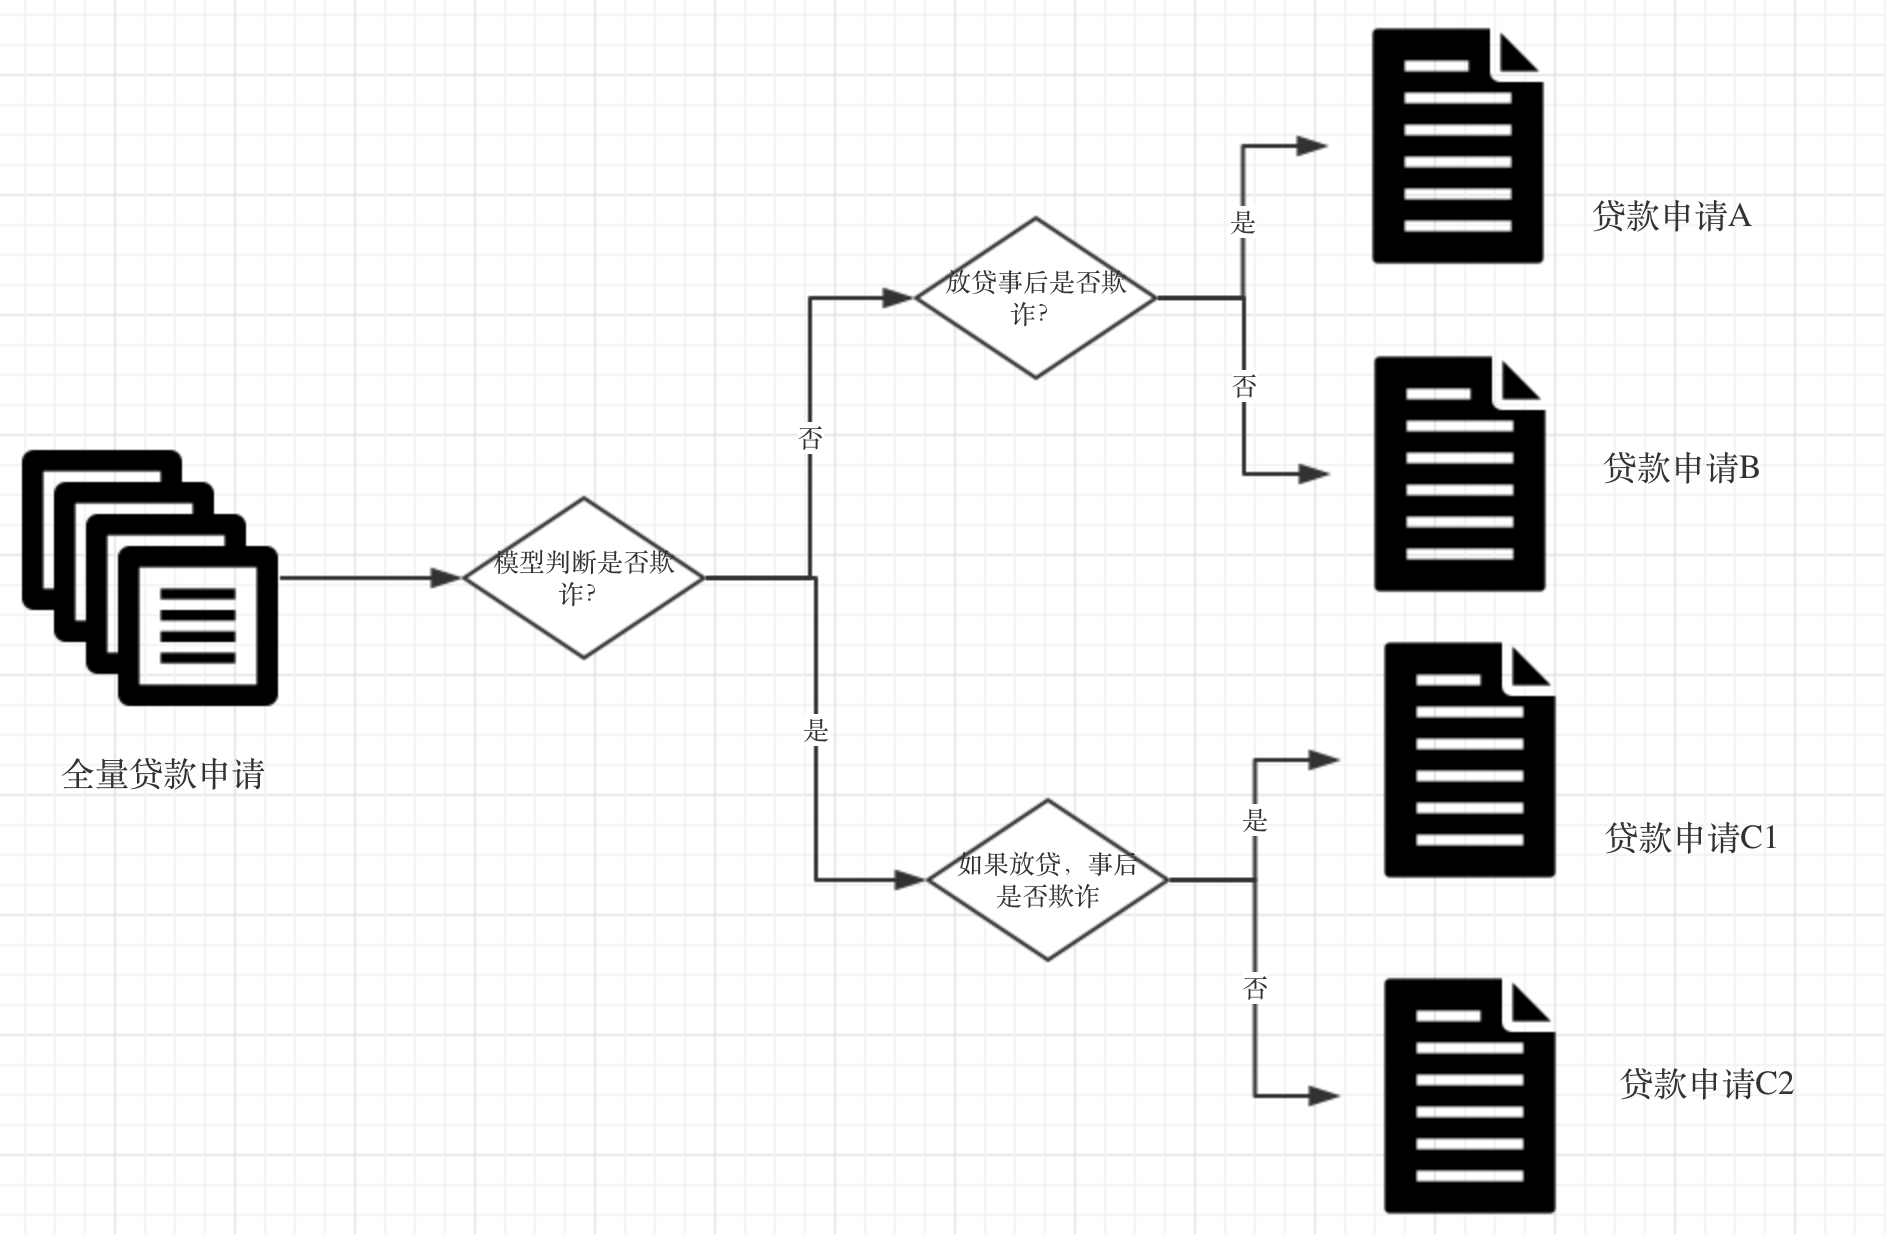 全量贷款申请
模型判断是否欺
诈?
否
是
放贷事后是否欺
诈?
是
否
如果放贷，事后
是否欺诈
是
否
贷款申请A
贷款申请B
贷款申请C1
贷款申请C2